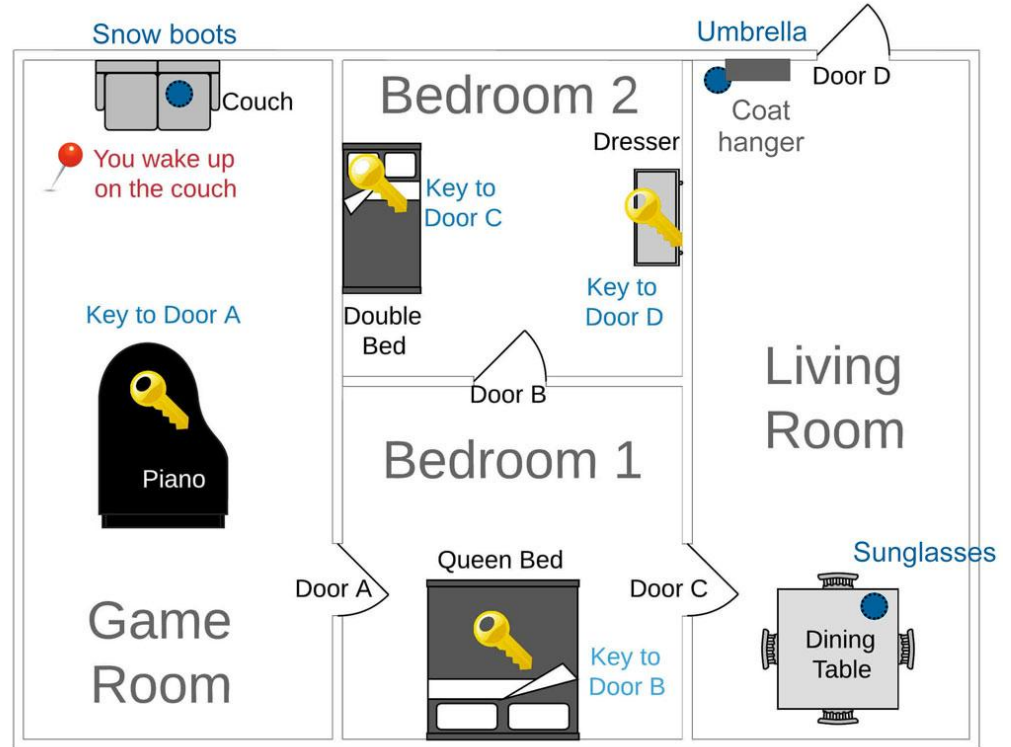 Snow boots
Umbrella
Door D
Couch
Coat
hanger
You wake up
on the couch
Bedroom 2
Dresser
Key to
Door C
Key to
Door D
Double
Bed
Key to Door A
Piano
Door B
Living
Room
Bedroom 1
Queen Bed
Door A
Door C
Sunglasses
Game
Room
Key to
Door B
Dining
Table